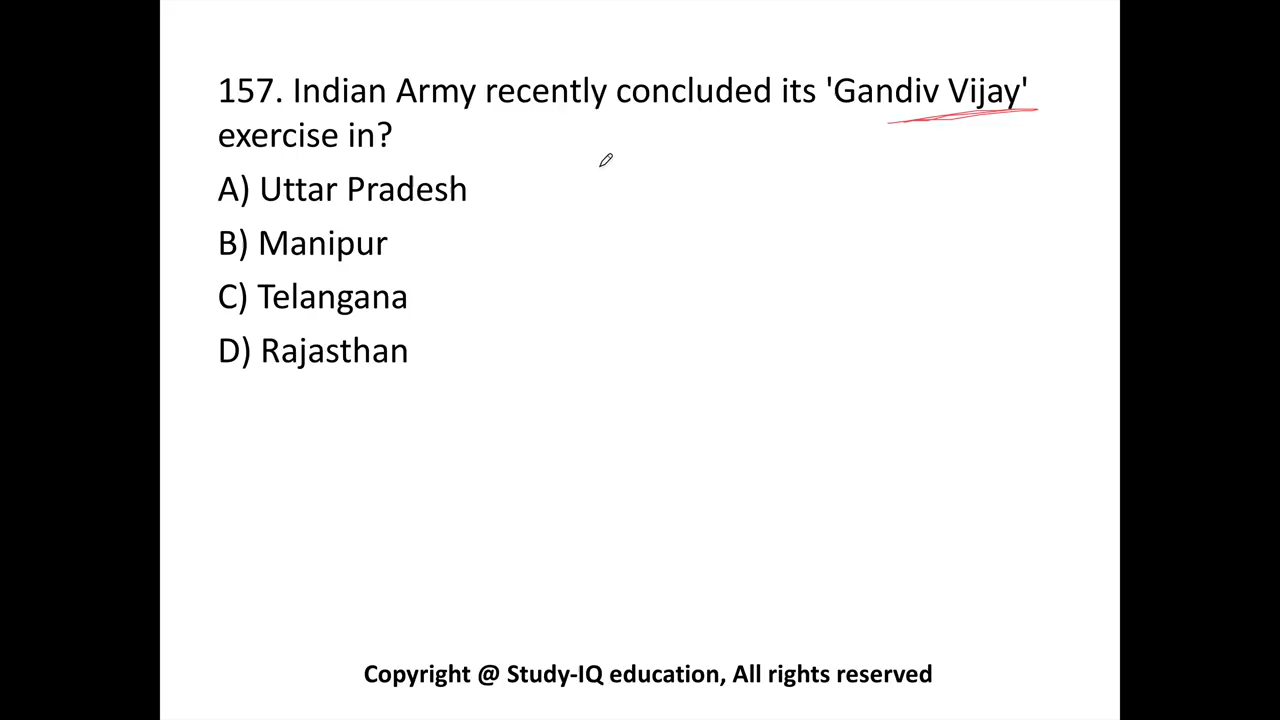 157. Indian Army recently concluded its 'Gandiv Vijay'
exercise in?
A) Uttar Pradesh
B) Manipur
C) Telangana
D) Rajasthan
Copyright @ Study-IQ education, All rights reserved